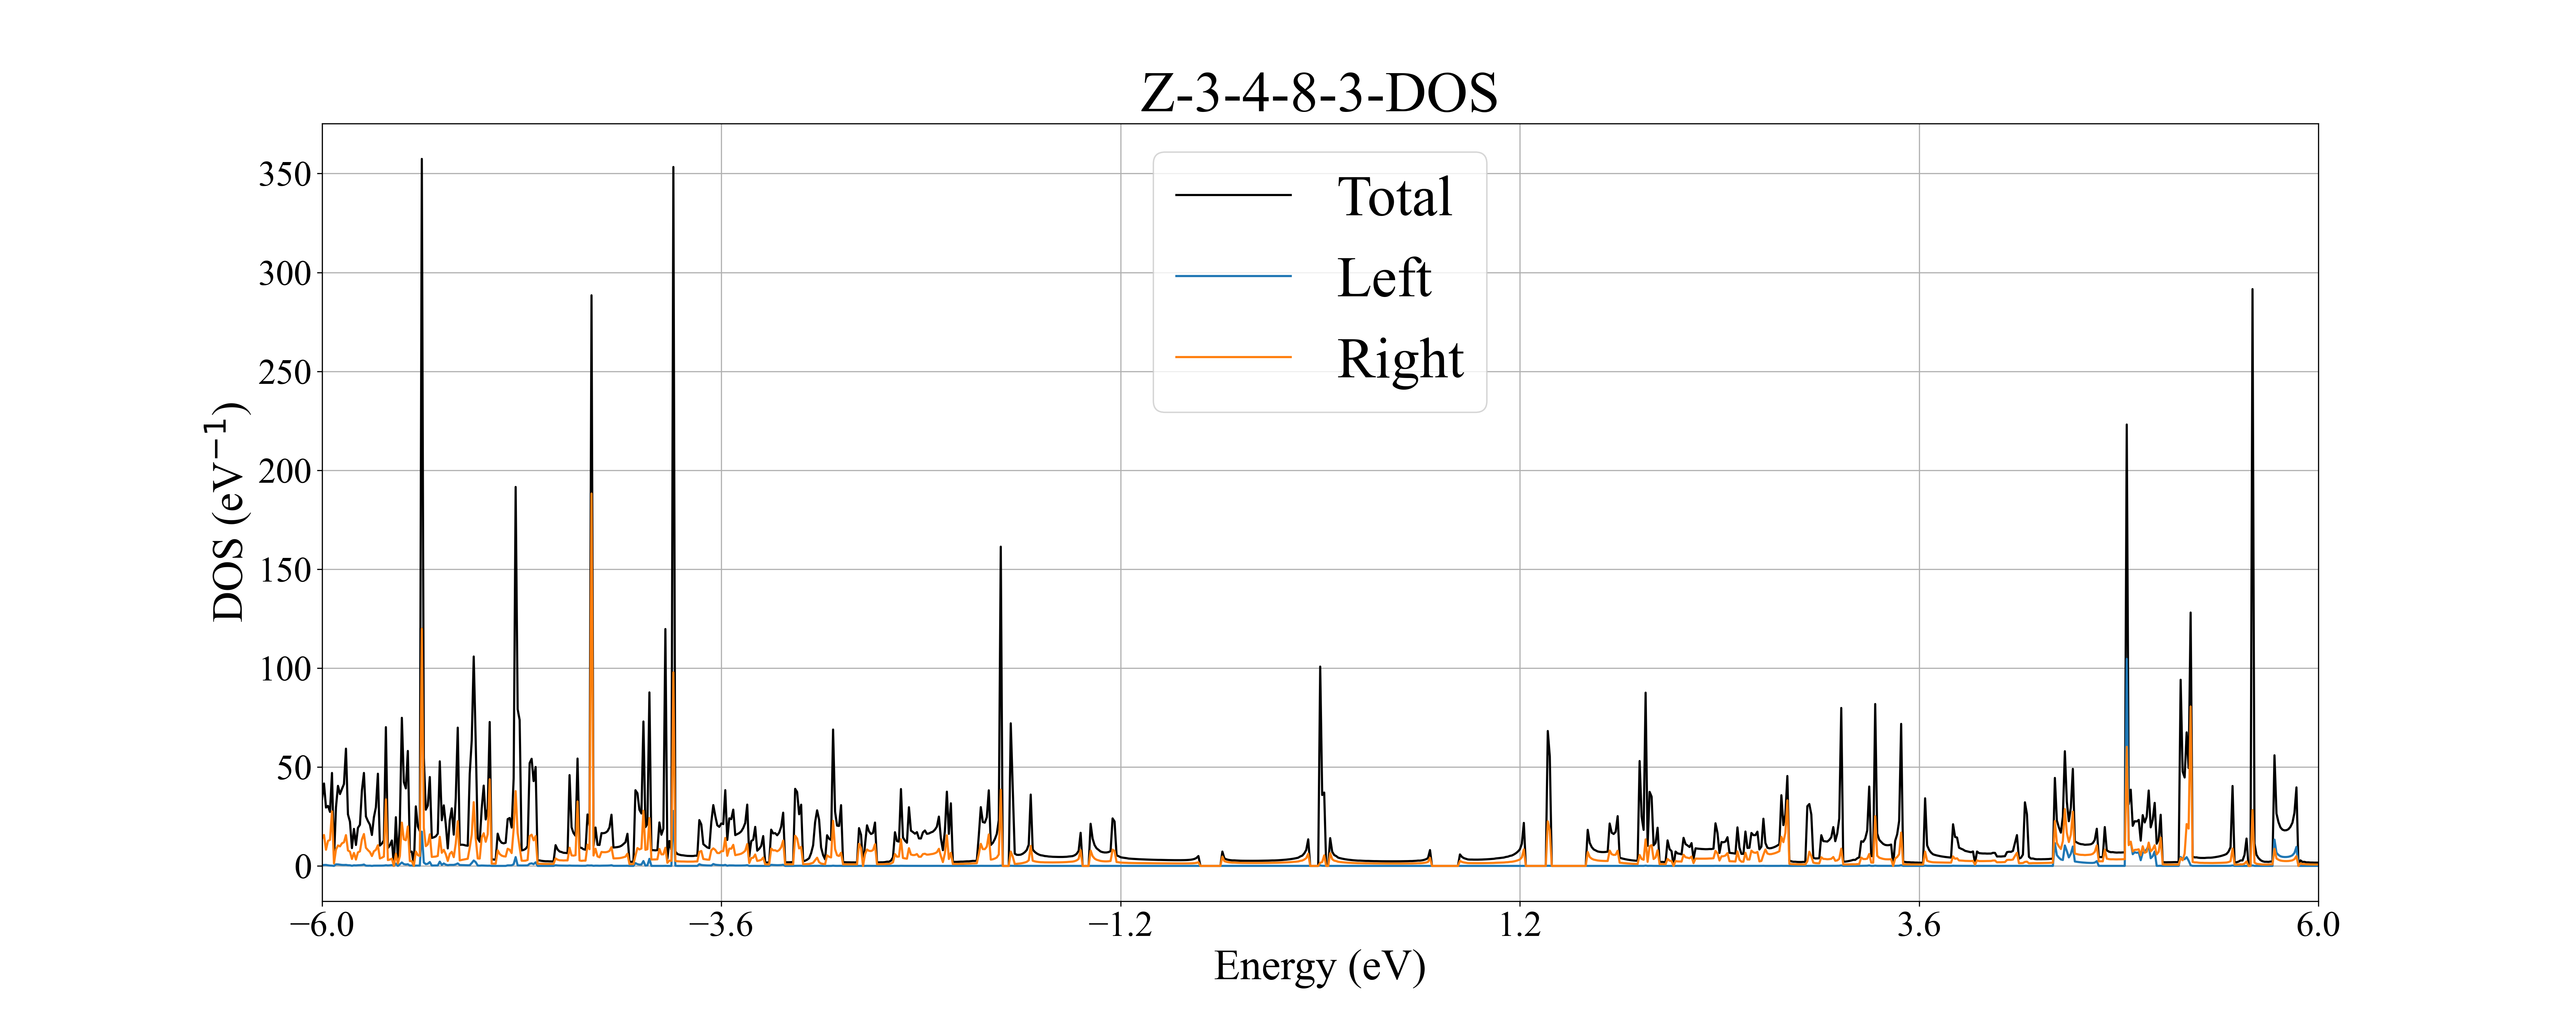 Z-3-4-8-3-DOS
Total
Left
Right
DOS (eV⁻¹)
350
300
250
200
150
100
50
0
−6.0 −3.6 −1.2 1.2 3.6 6.0
Energy (eV)